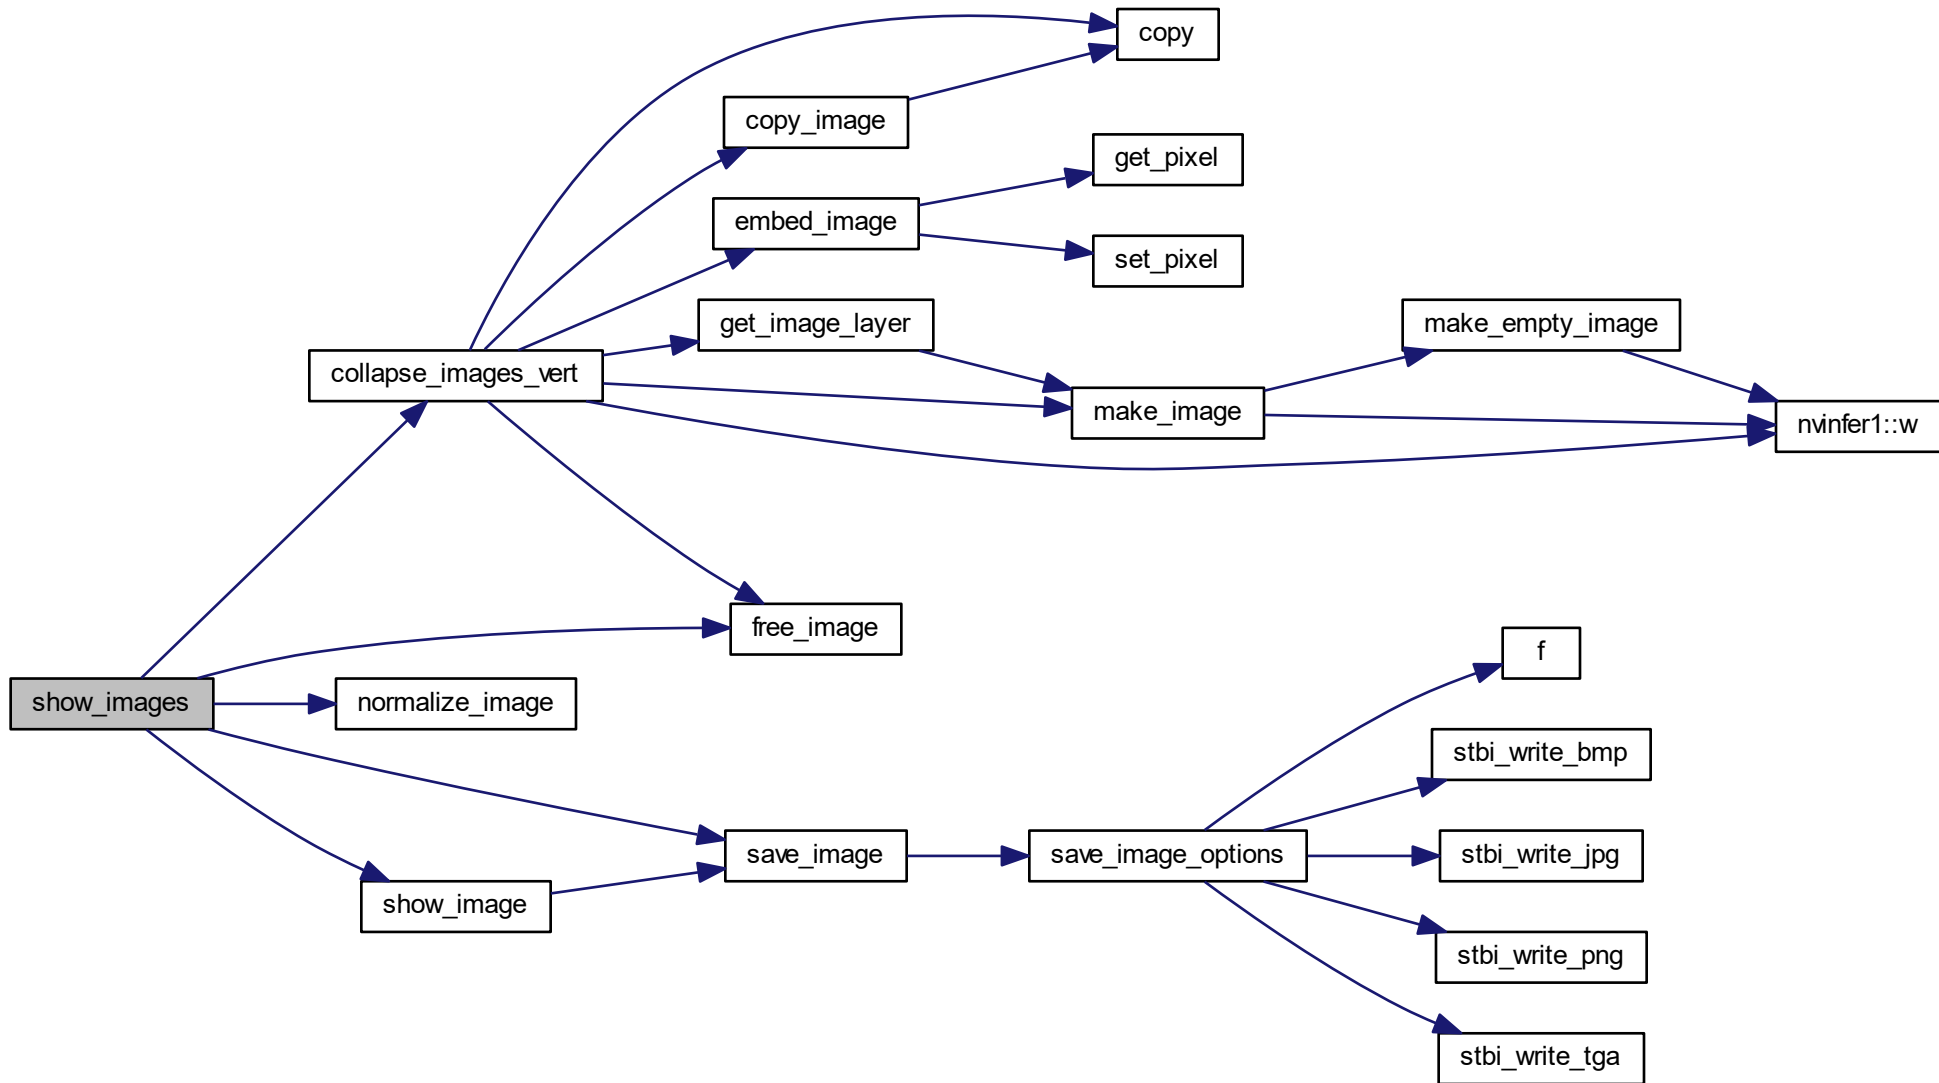 copy
copy_image
get_pixel
embed_image
set_pixel
get_image_layer
make_empty_image
collapse_images_vert
make_image
nvinfer1::w
free_image
f
show_images
normalize_image
stbi_write_bmp
save_image
save_image_options
stbi_write_jpg
show_image
stbi_write_png
stbi_write_tga